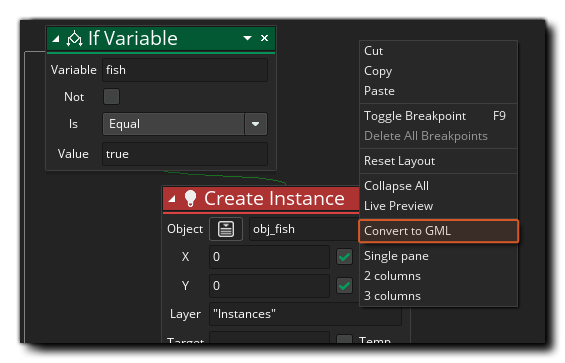 If Variable
Variable fish
Not
Is Equal
Value true
Create Instance
Object obj_fish
X 0
Y 0
Layer "Instances"
Target Temp
Cut
Copy
Paste
Toggle Breakpoint F9
Delete All Breakpoints
Reset Layout
Collapse All
Live Preview
Convert to GML
Single pane
2 columns
3 columns